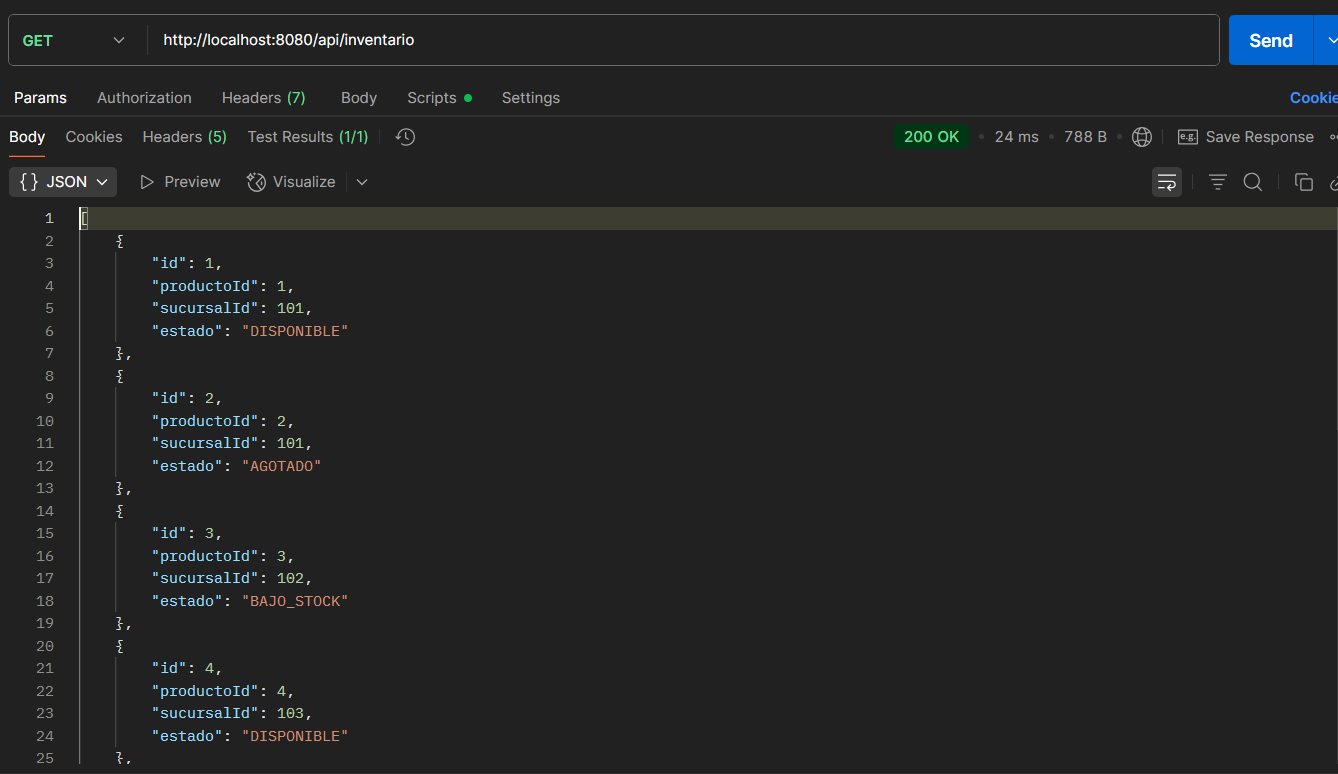 GET http://localhost:8080/api/inventario Send
Params Authorization Headers (7) Body Scripts Settings Cookie
Body Cookies Headers (5) Test Results (1/1) 200 OK 24 ms 788 B e.g. Save Response
{} JSON Preview Visualize
1 [
2 {
3 "id": 1,
4 "productoId": 1,
5 "sucursalId": 101,
6 "estado": "DISPONIBLE"
7 },
8 {
9 "id": 2,
10 "productoId": 2,
11 "sucursalId": 101,
12 "estado": "AGOTADO"
13 },
14 {
15 "id": 3,
16 "productoId": 3,
17 "sucursalId": 102,
18 "estado": "BAJO_STOCK"
19 },
20 {
21 "id": 4,
22 "productoId": 4,
23 "sucursalId": 103,
24 "estado": "DISPONIBLE"
25 },